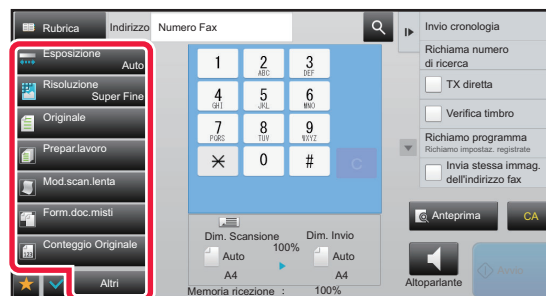 Rubrica
Indirizzo
Numero Fax
Esposizione
Auto
Risoluzione
Super Fine
Originale
Prepar.lavoro
Mod.scan.lenta
Form.doc.misti
Conteggio Originale
Altri
1
2
ABC
3
DEF
4
GHI
5
JKL
6
MNO
7
PQRS
8
TUV
9
WXYZ
0
#
C
Dim. Scansione
100%
Dim. Invio
Auto
A4
Auto
A4
Memoria ricezione : 100%
Invio cronologia
Richiama numero
di ricerca
TX diretta
Verifica timbro
Richiamo programma
Richiamo impostaz. registrate
Invia stessa immag.
dell'indirizzo fax
Anteprima
CA
Altoparlante
Avvio